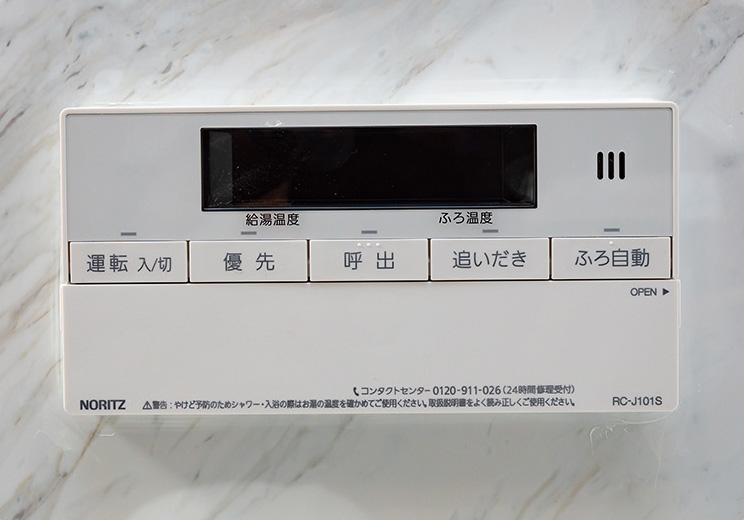 給湯温度 ふろ温度
運転 入/切 優先 呼出 追いだき ふろ自動
OPEN ▶
コンタクトセンター 0120-911-026 (24時間修理受付)
NORITZ ⚠警告：やけど予防のためシャワー・入浴の際はお湯の温度を確かめてご使用ください。取扱説明書をよく読み正しくご使用ください。 RC-J101S